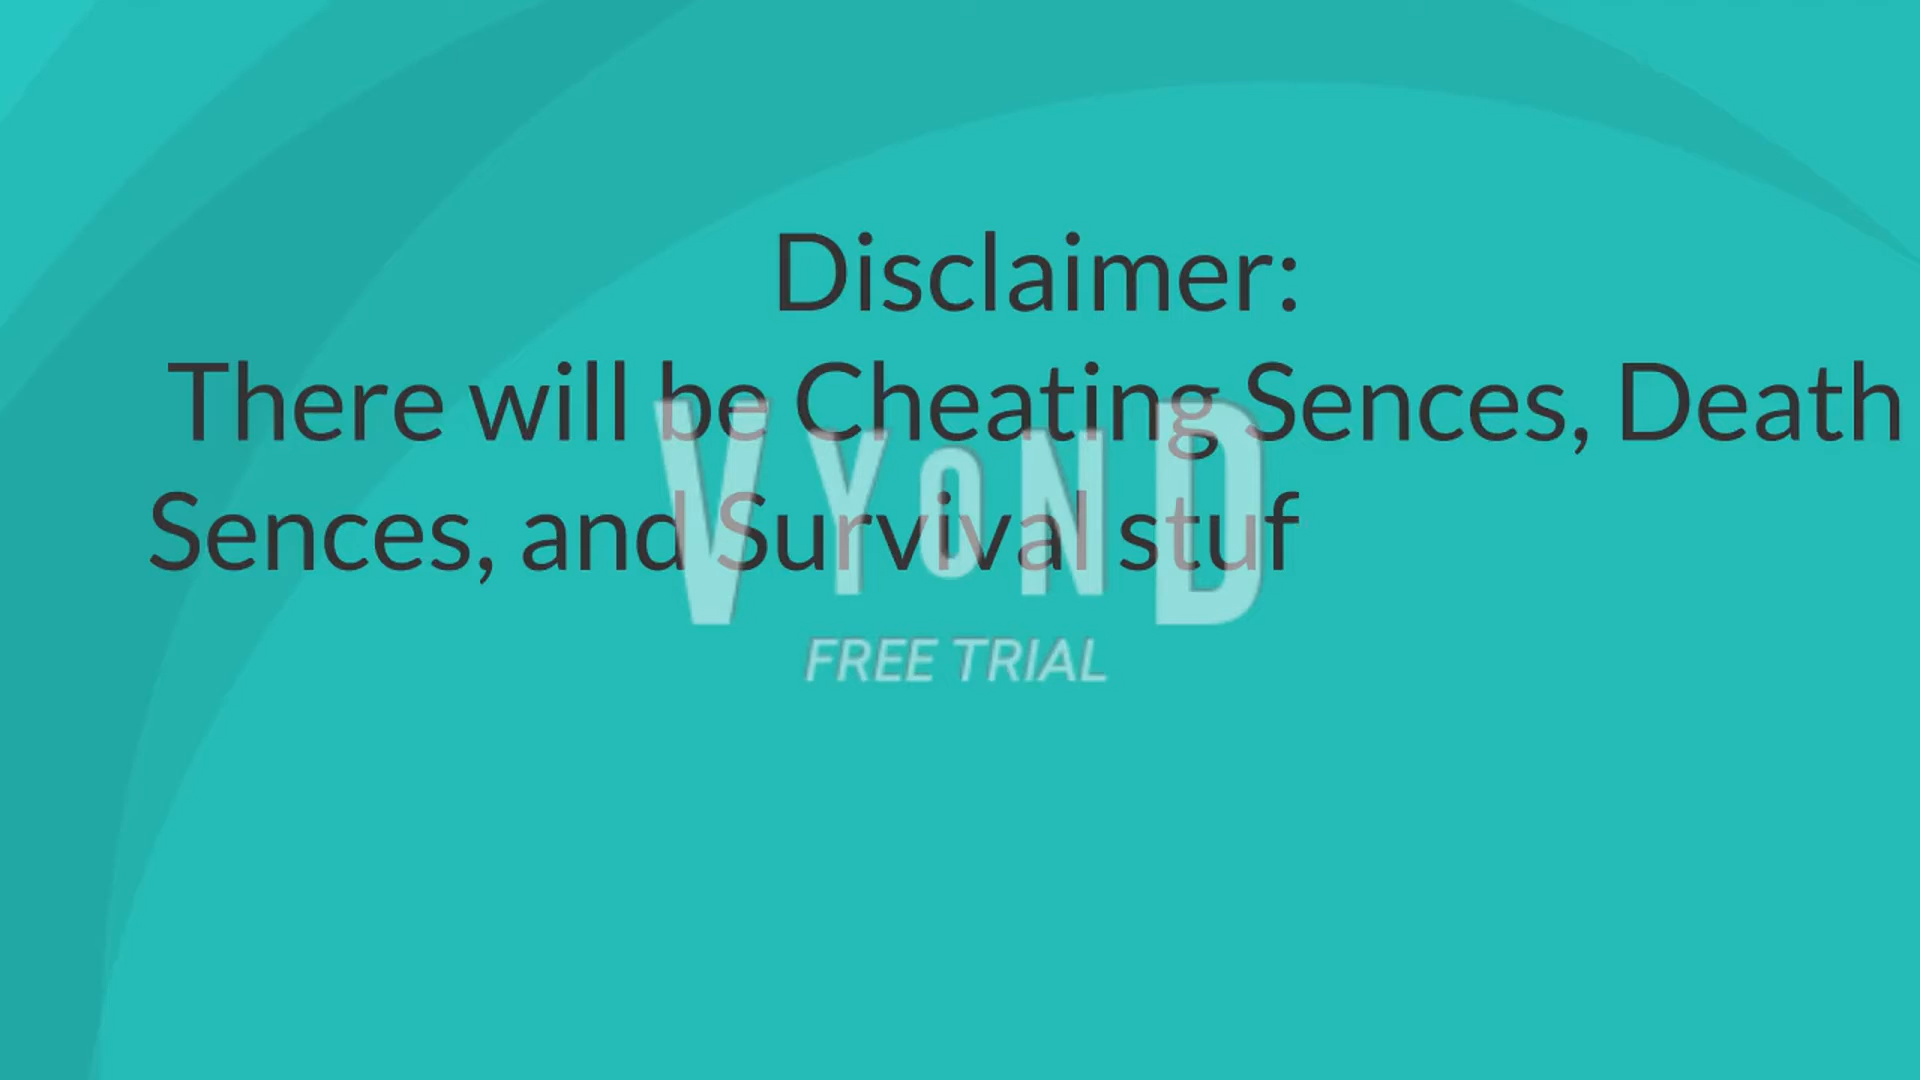 Disclaimer:
There will be Cheating Sences, Death
Sences, and Survival stuf
VYOND
FREE TRIAL